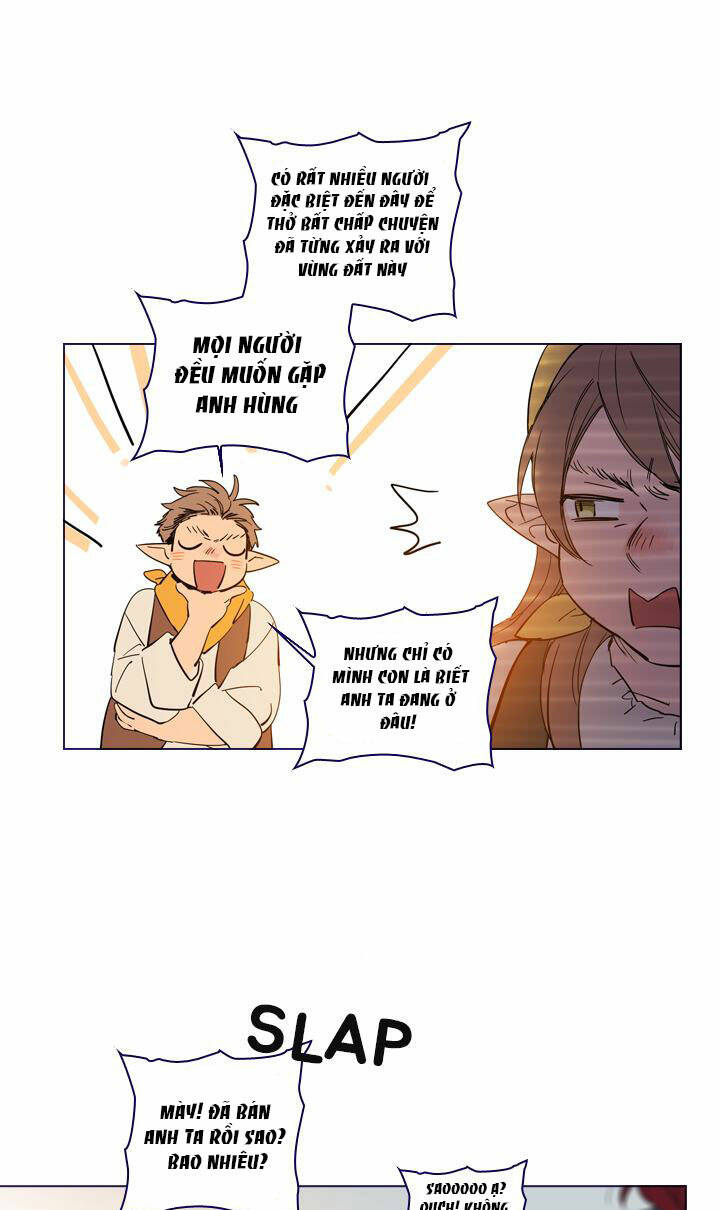 CÓ RẤT NHIỀU NGƯỜI
ĐẶC BIỆT ĐẾN ĐÂY ĐỂ
THỞ BẤT CHẤP CHUYỆN
ĐÃ TỪNG XẢY RA VỚI
VÙNG ĐẤT NÀY
MỌI NGƯỜI
ĐỀU MUỐN GẶP
ANH HÙNG
NHƯNG CHỈ CÓ
MÌNH CON LÀ BIẾT
ANH TA ĐANG Ở
ĐÂU!
SLAP
MÀY! ĐÃ BÁN
ANH TA RỒI SAO?
BAO NHIÊU?
SAOOOOO Ạ?
OUCH! KHÔNG